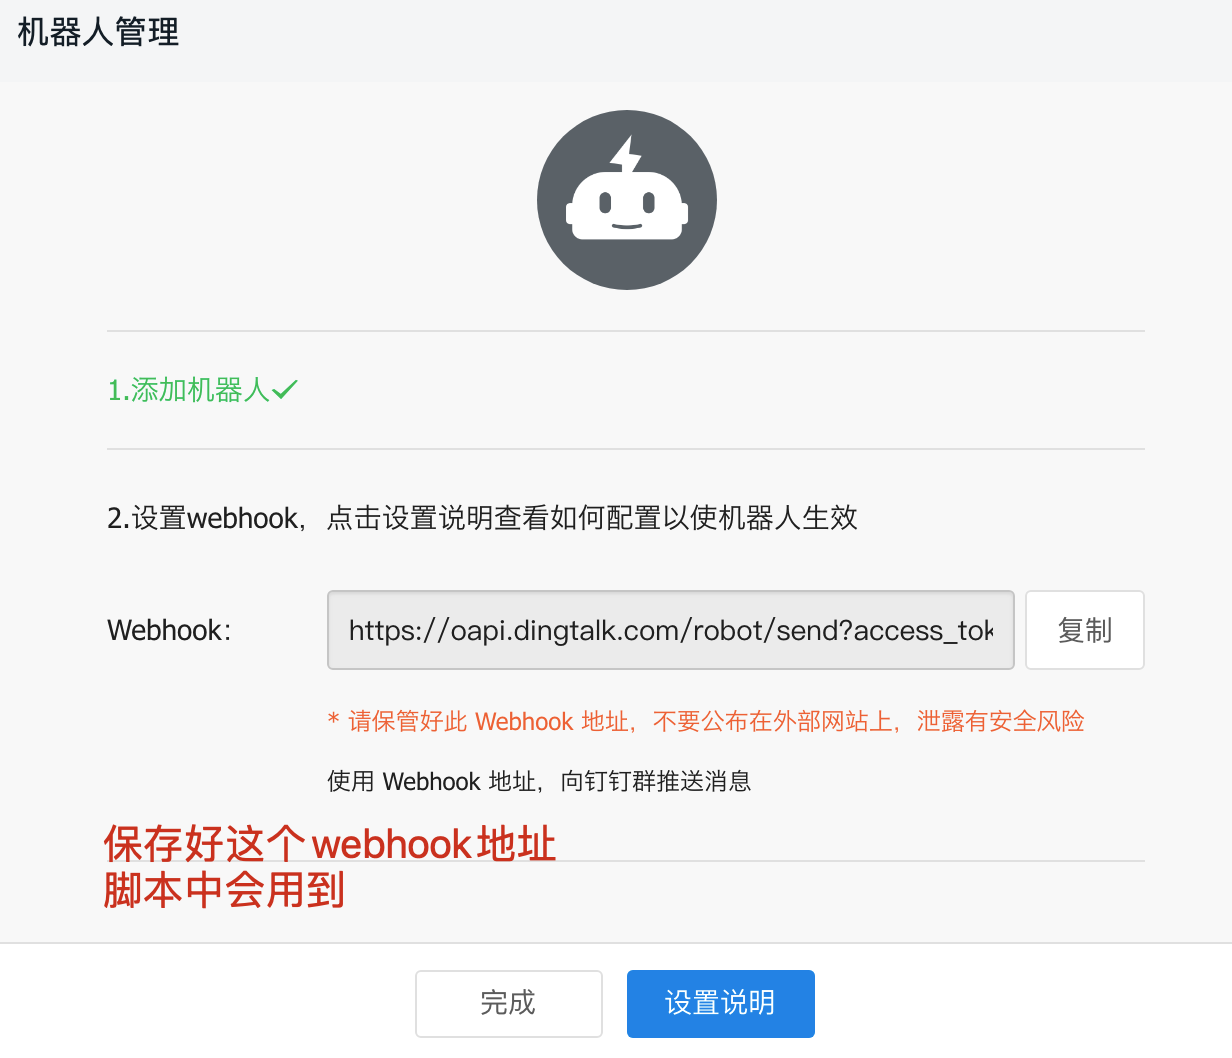 机器人管理
1.添加机器人
2.设置webhook，点击设置说明查看如何配置以使机器人生效
Webhook：
https://oapi.dingtalk.com/robot/send?access_tok
复制
* 请保管好此 Webhook 地址，不要公布在外部网站上，泄露有安全风险
使用 Webhook 地址，向钉钉群推送消息
保存好这个webhook地址
脚本中会用到
完成
设置说明